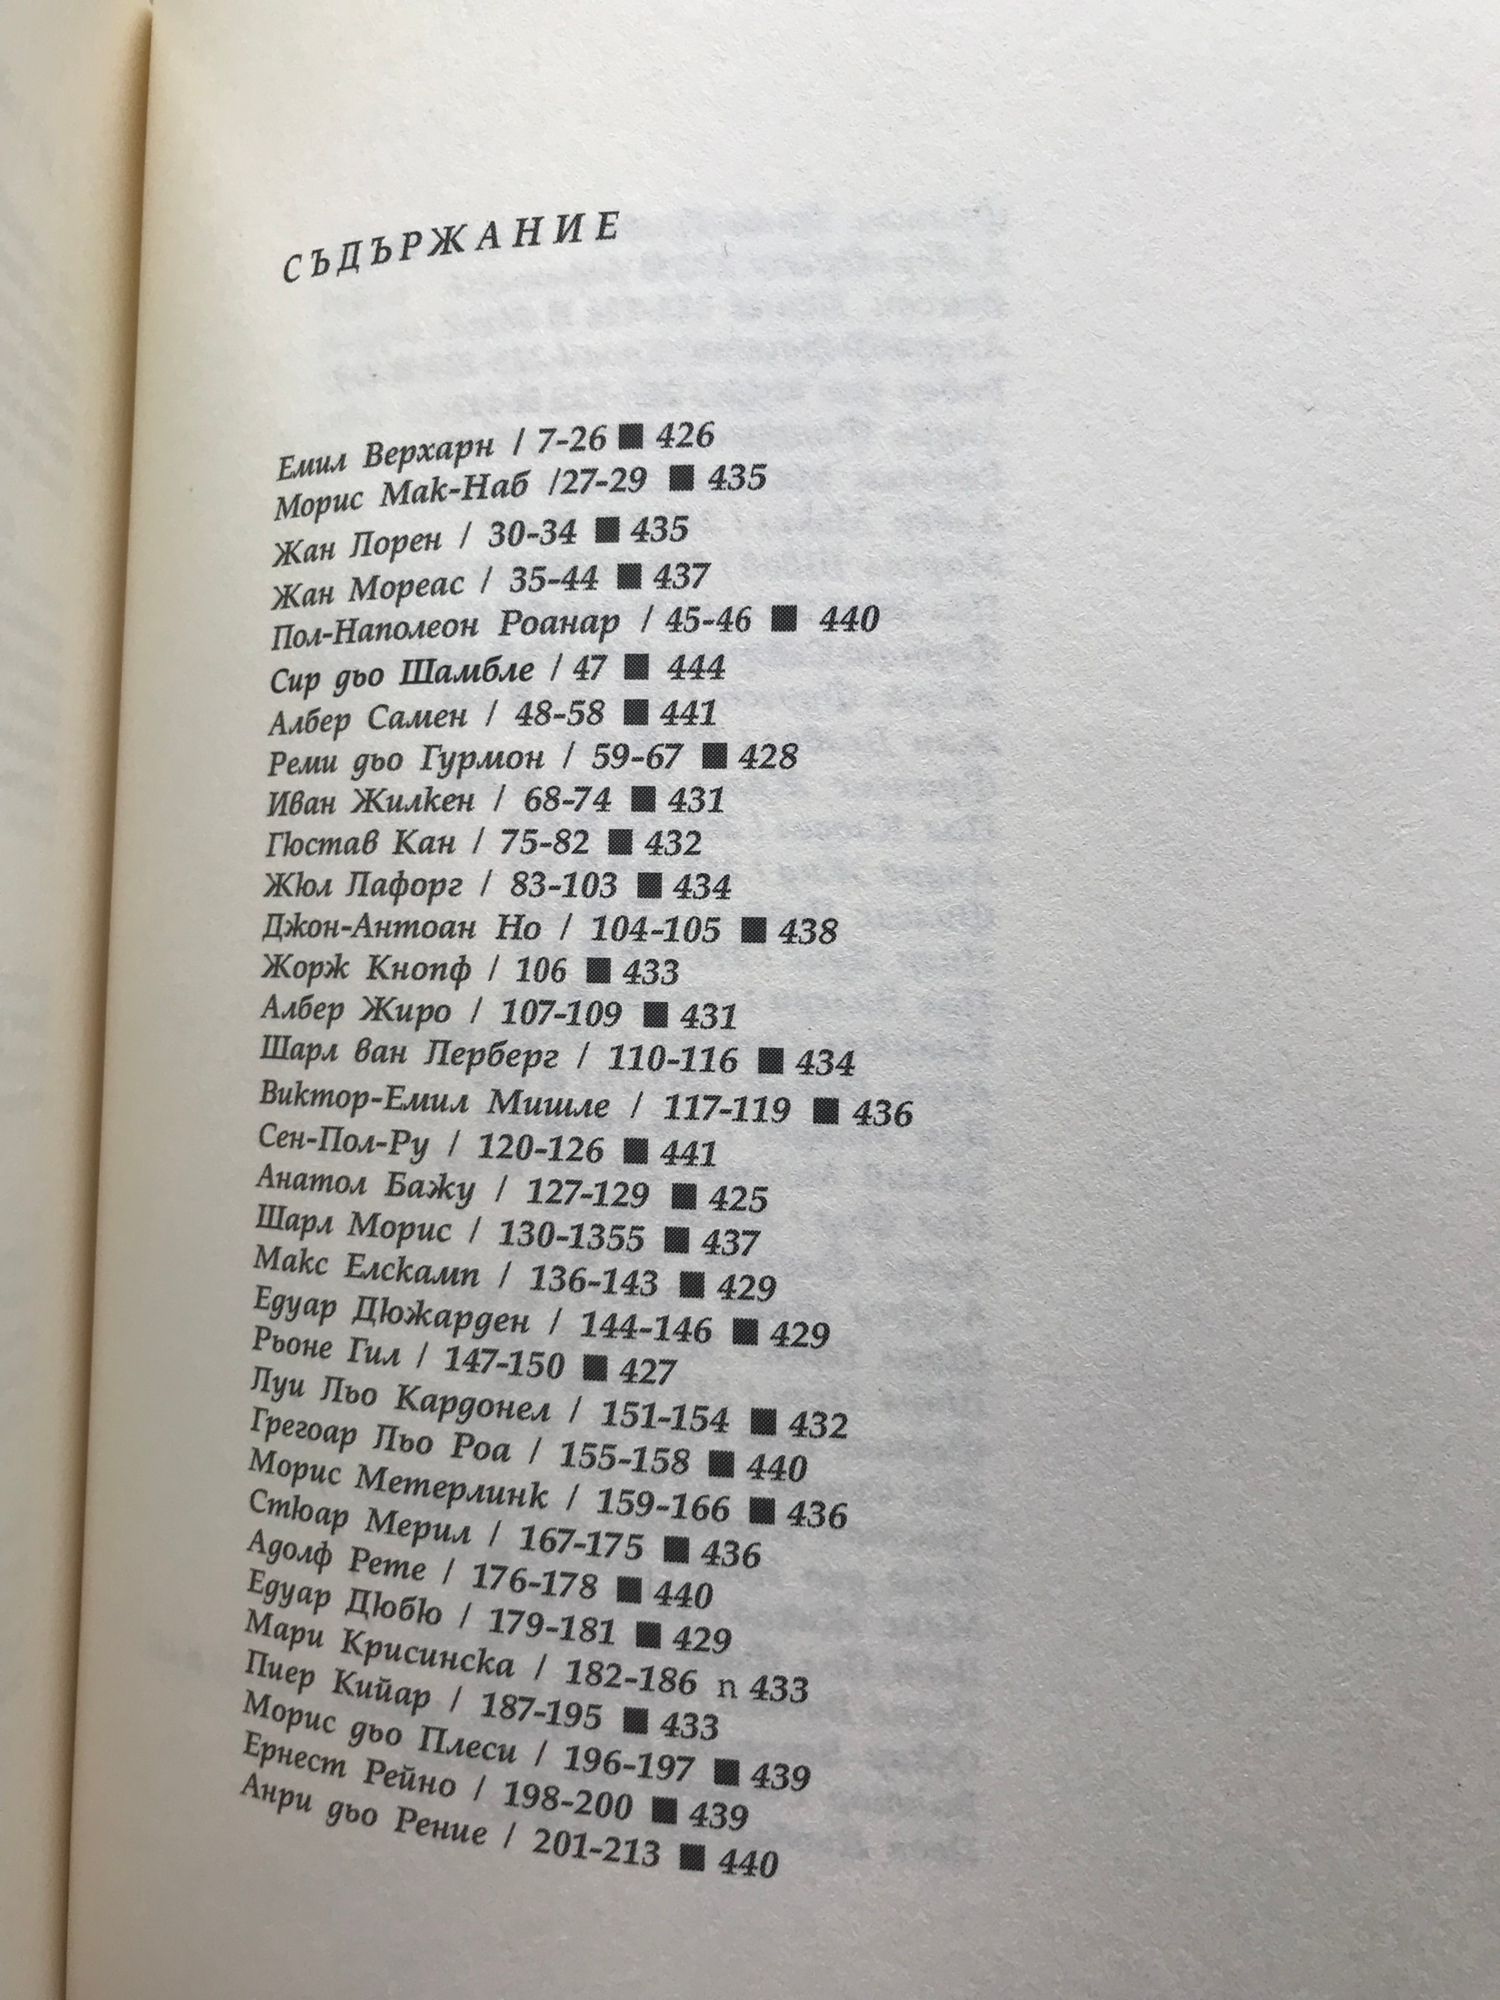 СЪДЪРЖАНИЕ
Емил Верхарн / 7-26 ■ 426
Морис Мак-Наб /27-29 ■ 435
Жан Лорен / 30-34 ■ 435
Жан Мореас / 35-44 ■ 437
Пол-Наполеон Роанар / 45-46 ■ 440
Сир дьо Шамбле / 47 ■ 444
Албер Самен / 48-58 ■ 441
Реми дьо Гурмон / 59-67 ■ 428
Иван Жилкен / 68-74 ■ 431
Гюстав Кан / 75-82 ■ 432
Жюл Лафорг / 83-103 ■ 434
Джон-Антоан Но / 104-105 ■ 438
Жорж Кнопф / 106 ■ 433
Албер Жиро / 107-109 ■ 431
Шарл ван Лерберг / 110-116 ■ 434
Виктор-Емил Мишле / 117-119 ■ 436
Сен-Пол-Ру / 120-126 ■ 441
Анатол Бажу / 127-129 ■ 425
Шарл Морис / 130-1355 ■ 437
Макс Елскамп / 136-143 ■ 429
Едуар Дюжарден / 144-146 ■ 429
Рьоне Гил / 147-150 ■ 427
Луи Льо Кардонел / 151-154 ■ 432
Грегоар Льо Роа / 155-158 ■ 440
Морис Метерлинк / 159-166 ■ 436
Стюар Мерил / 167-175 ■ 436
Адолф Рете / 176-178 ■ 440
Едуар Дюбю / 179-181 ■ 429
Мари Крисинска / 182-186 n 433
Пиер Кийар / 187-195 ■ 433
Морис дьо Плеси / 196-197 ■ 439
Ернест Рейно / 198-200 ■ 439
Анри дьо Рение / 201-213 ■ 440